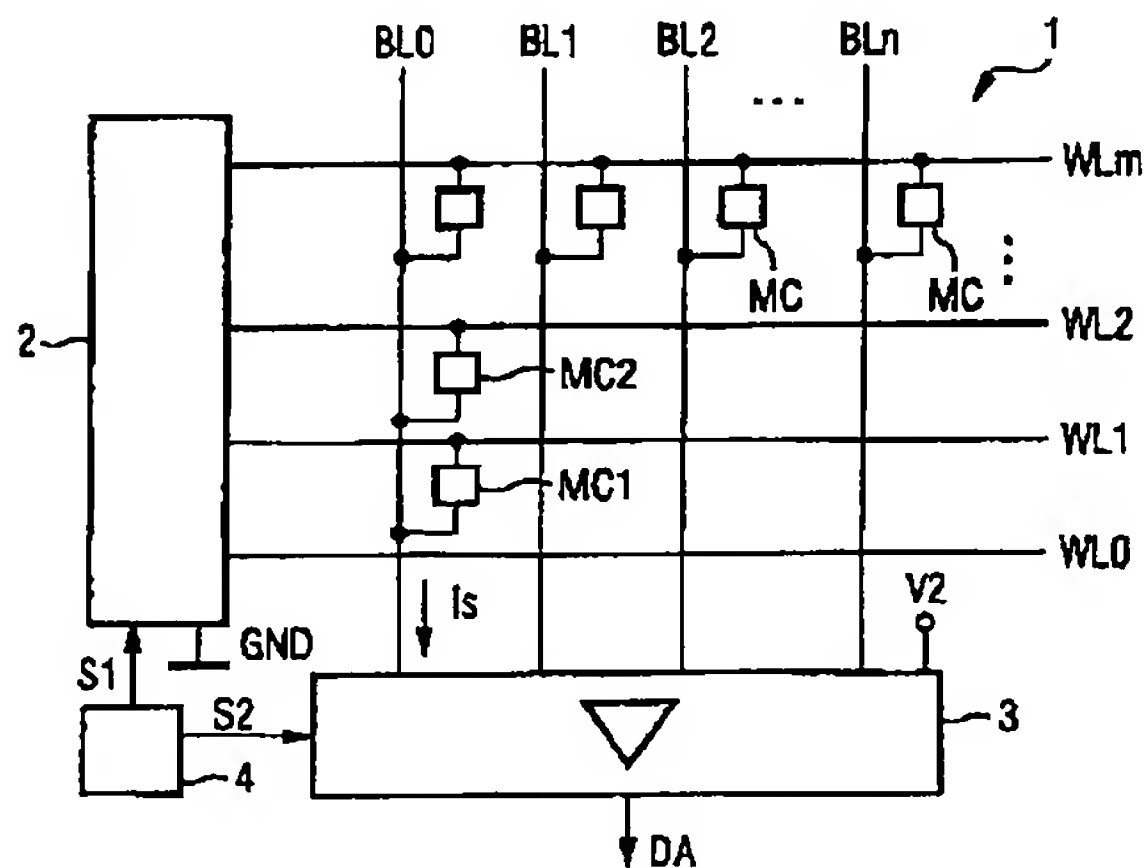 BL0 BL1 BL2 BLn 1
...
WLm
MC MC
2 WL2
MC2
WL1
MC1
WL0
Is V2
GND
S1
S2 3
4
DA